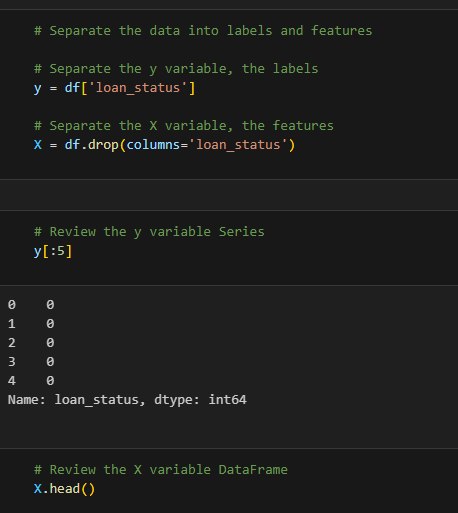 # Separate the data into labels and features
# Separate the y variable, the labels
y = df['loan_status']
# Separate the X variable, the features
X = df.drop(columns='loan_status')
# Review the y variable Series
y[:5]
0    0
1    0
2    0
3    0
4    0
Name: loan_status, dtype: int64
# Review the X variable DataFrame
X.head()